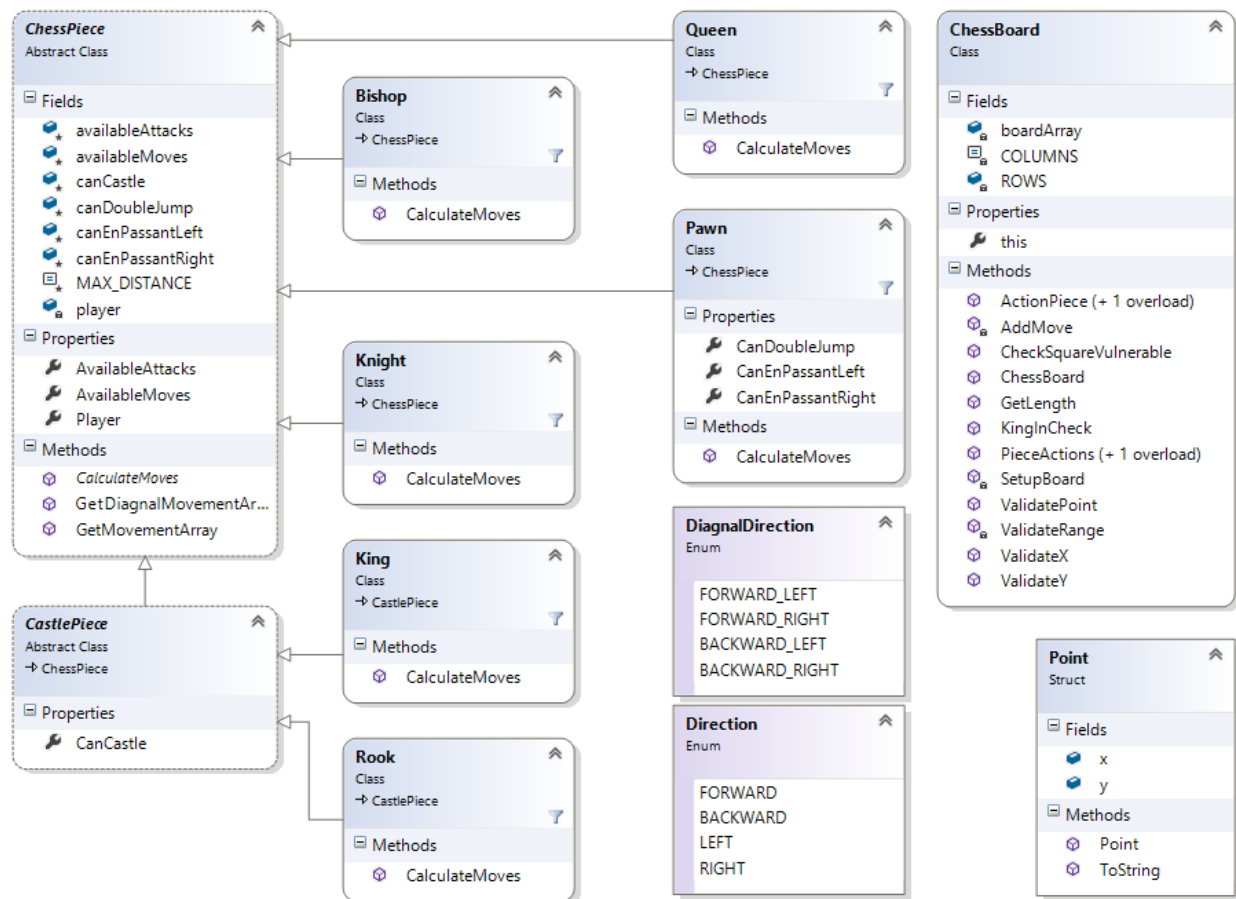 ChessPiece
Abstract Class
Fields
availableAttacks
availableMoves
canCastle
canDoubleJump
canEnPassantLeft
canEnPassantRight
MAX_DISTANCE
player
Properties
AvailableAttacks
AvailableMoves
Player
Methods
CalculateMoves
GetDiagnalMovementAr...
GetMovementArray
CastlePiece
Abstract Class
ChessPiece
Properties
CanCastle
Bishop
Class
ChessPiece
Methods
CalculateMoves
Knight
Class
ChessPiece
Methods
CalculateMoves
King
Class
CastlePiece
Methods
CalculateMoves
Rook
Class
CastlePiece
Methods
CalculateMoves
Queen
Class
ChessPiece
Methods
CalculateMoves
Pawn
Class
ChessPiece
Properties
CanDoubleJump
CanEnPassantLeft
CanEnPassantRight
Methods
CalculateMoves
DiagnalDirection
Enum
FORWARD_LEFT
FORWARD_RIGHT
BACKWARD_LEFT
BACKWARD_RIGHT
Direction
Enum
FORWARD
BACKWARD
LEFT
RIGHT
ChessBoard
Class
Fields
boardArray
COLUMNS
ROWS
Properties
this
Methods
ActionPiece (+ 1 overload)
AddMove
CheckSquareVulnerable
ChessBoard
GetLength
KingInCheck
PieceActions (+ 1 overload)
SetupBoard
ValidatePoint
ValidateRange
ValidateX
ValidateY
Point
Struct
Fields
x
y
Methods
Point
ToString